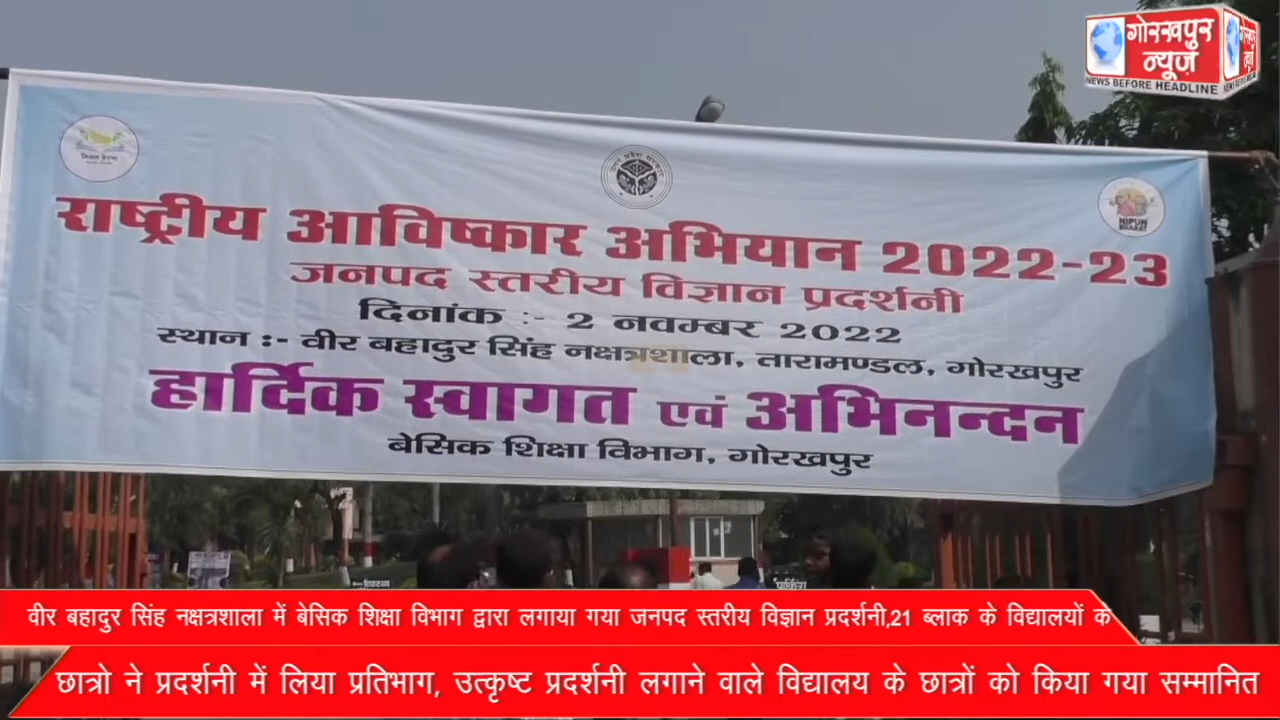 गोरखपुर
न्यूज़
NEWS BEFORE HEADLINE
राष्ट्रीय आविष्कार अभियान 2022-23
NIPUN
BHARAT
जनपद स्तरीय विज्ञान प्रदर्शनी
दिनांक :- 2 नवम्बर 2022
स्थान :- वीर बहादुर सिंह नक्षत्रशाला, तारामण्डल, गोरखपुर
हार्दिक स्वागत एवं अभिनन्दन
बेसिक शिक्षा विभाग, गोरखपुर
पार्किंग
वीर बहादुर सिंह नक्षत्रशाला में बेसिक शिक्षा विभाग द्वारा लगाया गया जनपद स्तरीय विज्ञान प्रदर्शनी,21 ब्लाक के विद्यालयों के
छात्रो ने प्रदर्शनी में लिया प्रतिभाग, उत्कृष्ट प्रदर्शनी लगाने वाले विद्यालय के छात्रों को किया गया सम्मानित